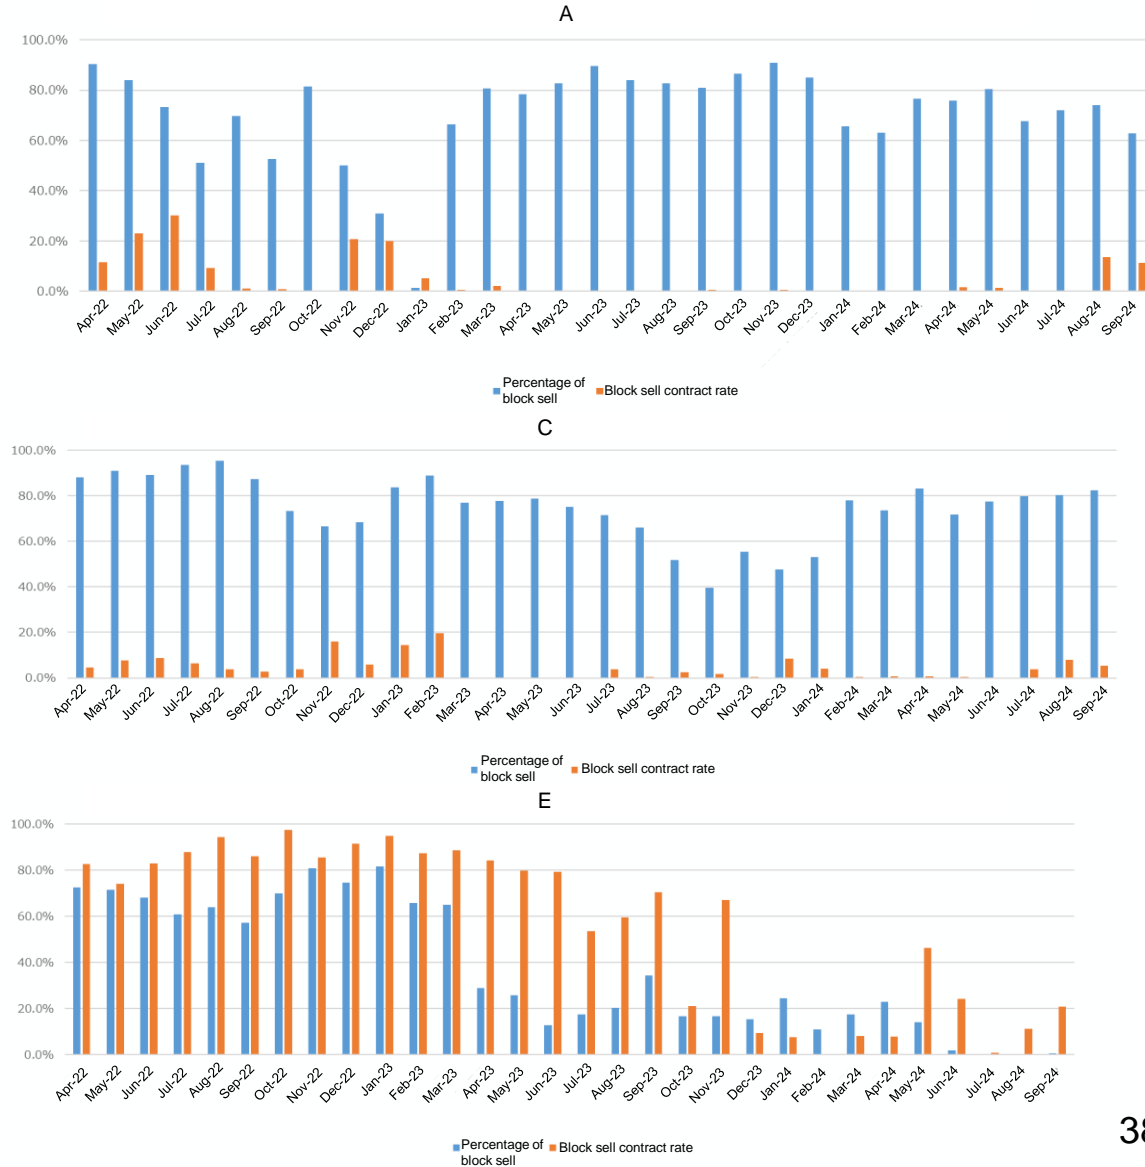 A
100.0%
80.0%
60.0%
40.0%
20.0%
0.0%
Apr-22 May-22 Jun-22 Jul-22 Aug-22 Sep-22 Oct-22 Nov-22 Dec-22 Jan-23 Feb-23 Mar-23 Apr-23 May-23 Jun-23 Jul-23 Aug-23 Sep-23 Oct-23 Nov-23 Dec-23 Jan-24 Feb-24 Mar-24 Apr-24 May-24 Jun-24 Jul-24 Aug-24 Sep-24
Percentage of
block sell
Block sell contract rate
C
100.0%
80.0%
60.0%
40.0%
20.0%
0.0%
Apr-22 May-22 Jun-22 Jul-22 Aug-22 Sep-22 Oct-22 Nov-22 Dec-22 Jan-23 Feb-23 Mar-23 Apr-23 May-23 Jun-23 Jul-23 Aug-23 Sep-23 Oct-23 Nov-23 Dec-23 Jan-24 Feb-24 Mar-24 Apr-24 May-24 Jun-24 Jul-24 Aug-24 Sep-24
Percentage of
block sell
Block sell contract rate
E
100.0%
80.0%
60.0%
40.0%
20.0%
0.0%
Apr-22 May-22 Jun-22 Jul-22 Aug-22 Sep-22 Oct-22 Nov-22 Dec-22 Jan-23 Feb-23 Mar-23 Apr-23 May-23 Jun-23 Jul-23 Aug-23 Sep-23 Oct-23 Nov-23 Dec-23 Jan-24 Feb-24 Mar-24 Apr-24 May-24 Jun-24 Jul-24 Aug-24 Sep-24
Percentage of
block sell
Block sell contract rate
38